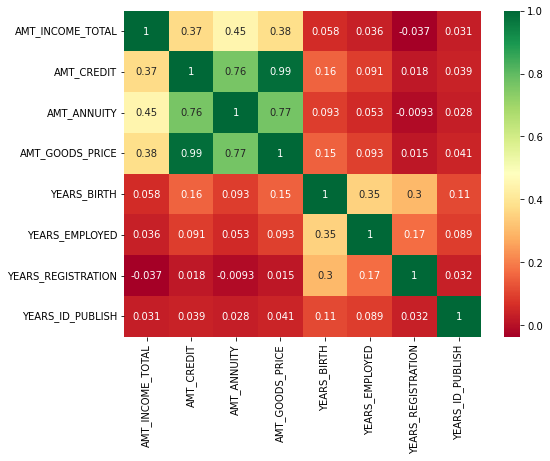 AMT_INCOME_TOTAL 1 0.37 0.45 0.38 0.058 0.036 -0.037 0.031
AMT_CREDIT 0.37 1 0.76 0.99 0.16 0.091 0.018 0.039
AMT_ANNUITY 0.45 0.76 1 0.77 0.093 0.053 -0.0093 0.028
AMT_GOODS_PRICE 0.38 0.99 0.77 1 0.15 0.093 0.015 0.041
YEARS_BIRTH 0.058 0.16 0.093 0.15 1 0.35 0.3 0.11
YEARS_EMPLOYED 0.036 0.091 0.053 0.093 0.35 1 0.17 0.089
YEARS_REGISTRATION -0.037 0.018 -0.0093 0.015 0.3 0.17 1 0.032
YEARS_ID_PUBLISH 0.031 0.039 0.028 0.041 0.11 0.089 0.032 1
AMT_INCOME_TOTAL
AMT_CREDIT
AMT_ANNUITY
AMT_GOODS_PRICE
YEARS_BIRTH
YEARS_EMPLOYED
YEARS_REGISTRATION
YEARS_ID_PUBLISH
1.0
0.8
0.6
0.4
0.2
0.0